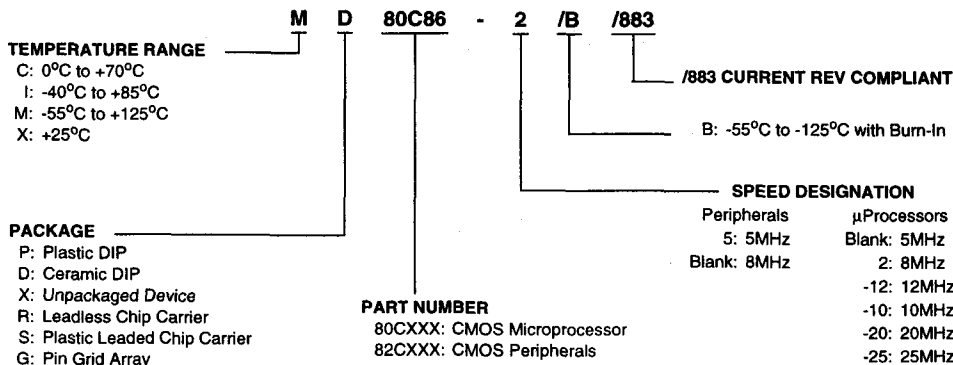 M D 80C86 - 2 /B /883
TEMPERATURE RANGE
C: 0°C to +70°C
I: -40°C to +85°C
M: -55°C to +125°C
X: +25°C
/883 CURRENT REV COMPLIANT
B: -55°C to -125°C with Burn-In
SPEED DESIGNATION
Peripherals
5: 5MHz
Blank: 8MHz
µProcessors
Blank: 5MHz
2: 8MHz
-12: 12MHz
-10: 10MHz
-20: 20MHz
-25: 25MHz
PACKAGE
P: Plastic DIP
D: Ceramic DIP
X: Unpackaged Device
R: Leadless Chip Carrier
S: Plastic Leaded Chip Carrier
G: Pin Grid Array
PART NUMBER
80CXXX: CMOS Microprocessor
82CXXX: CMOS Peripherals